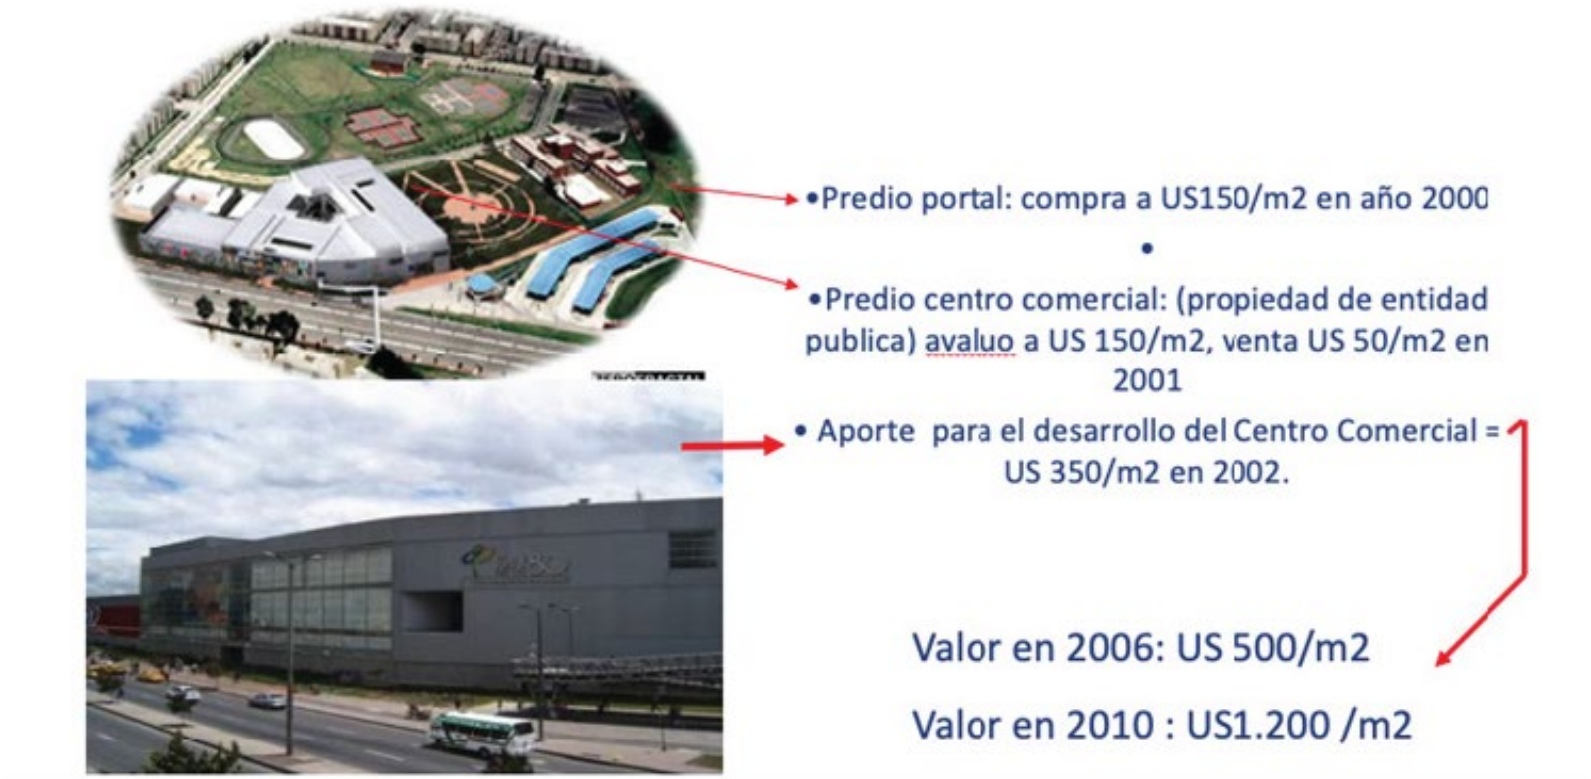 •Predio portal: compra a US150/m2 en año 2000
•
•Predio centro comercial: (propiedad de entidad
publica) avaluo a US 150/m2, venta US 50/m2 en
2001
• Aporte  para el desarrollo del Centro Comercial =
US 350/m2 en 2002.
Valor en 2006: US 500/m2
Valor en 2010 : US1.200 /m2